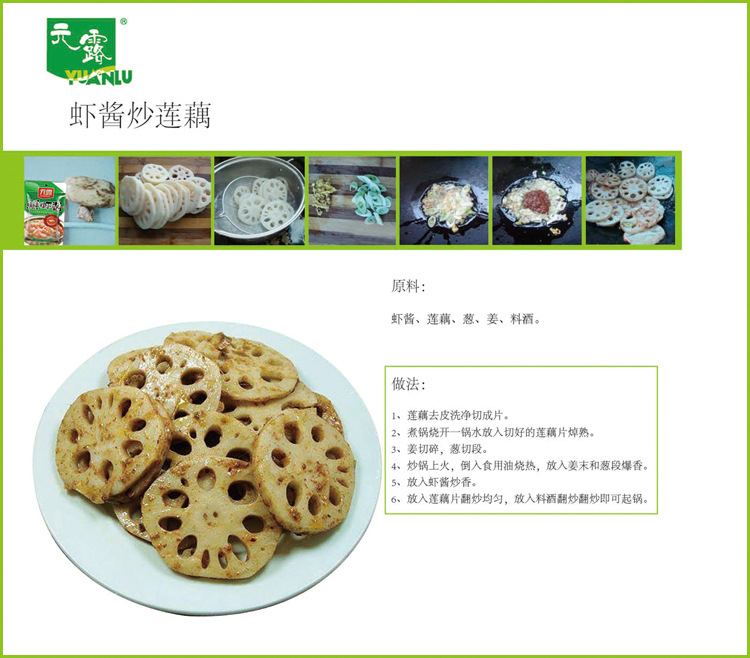 元露®
YUANLU
虾酱炒莲藕
原料：
虾酱、莲藕、葱、姜、料酒。
做法：
1、莲藕去皮洗净切成片。
2、煮锅烧开一锅水放入切好的莲藕片焯熟。
3、姜切碎，葱切段。
4、炒锅上火，倒入食用油烧热，放入姜末和葱段爆香。
5、放入虾酱炒香。
6、放入莲藕片翻炒均匀，放入料酒翻炒翻炒即可起锅。